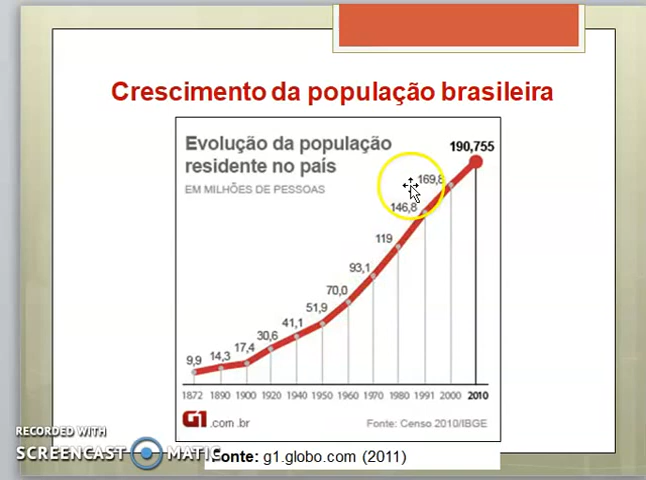 Crescimento da população brasileira
Evolução da população
residente no país
EM MILHÕES DE PESSOAS
190,755
169,8
146,8
119
93,1
70,0
51,9
41,1
30,6
17,4
14,3
9,9
1872 1890 1900 1920 1940 1950 1960 1970 1980 1991 2000 2010
G1 .com.br
Fonte: Censo 2010/IBGE
RECORDED WITH
SCREENCAST MATIC
Fonte: g1.globo.com (2011)